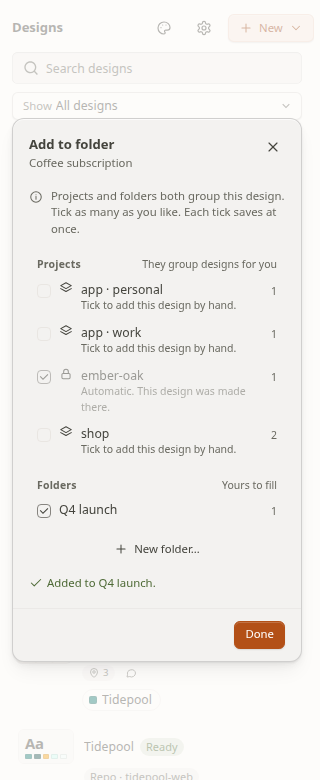 Designs
New
Search designs
Show All designs
Add to folder
Coffee subscription
Projects and folders both group this design.
Tick as many as you like. Each tick saves at
once.
Projects They group designs for you
app · personal 1
Tick to add this design by hand.
app · work 1
Tick to add this design by hand.
ember-oak 1
Automatic. This design was made
there.
shop 2
Tick to add this design by hand.
Folders Yours to fill
Q4 launch 1
New folder...
Added to Q4 launch.
Done
3
Tidepool
Aa
Tidepool Ready
Repo · tidepool-web